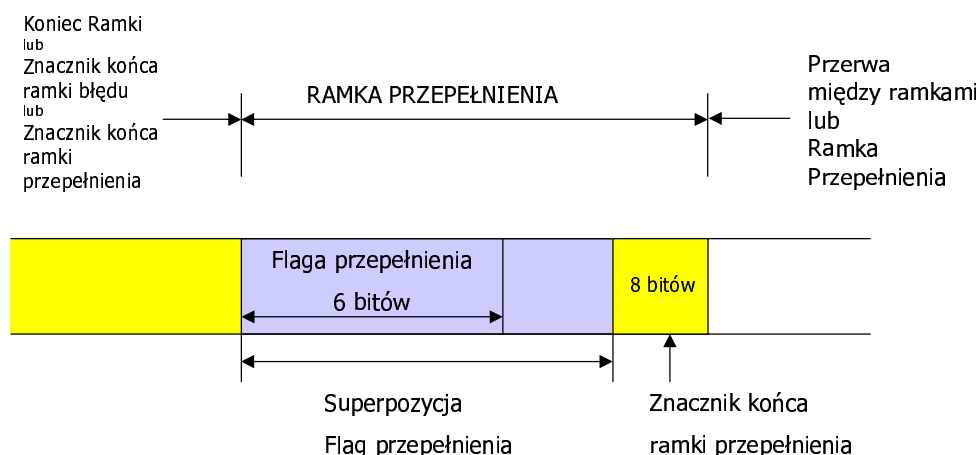 Koniec Ramki
lub
Znacznik końca
ramki błędu
lub
Znacznik końca
ramki
przepełnienia
RAMKA PRZEPEŁNIENIA
Przerwa
między ramkami
lub
Ramka
Przepełnienia
Flaga przepełnienia
6 bitów
8 bitów
Superpozycja
Flag przepełnienia
Znacznik końca
ramki przepełnienia